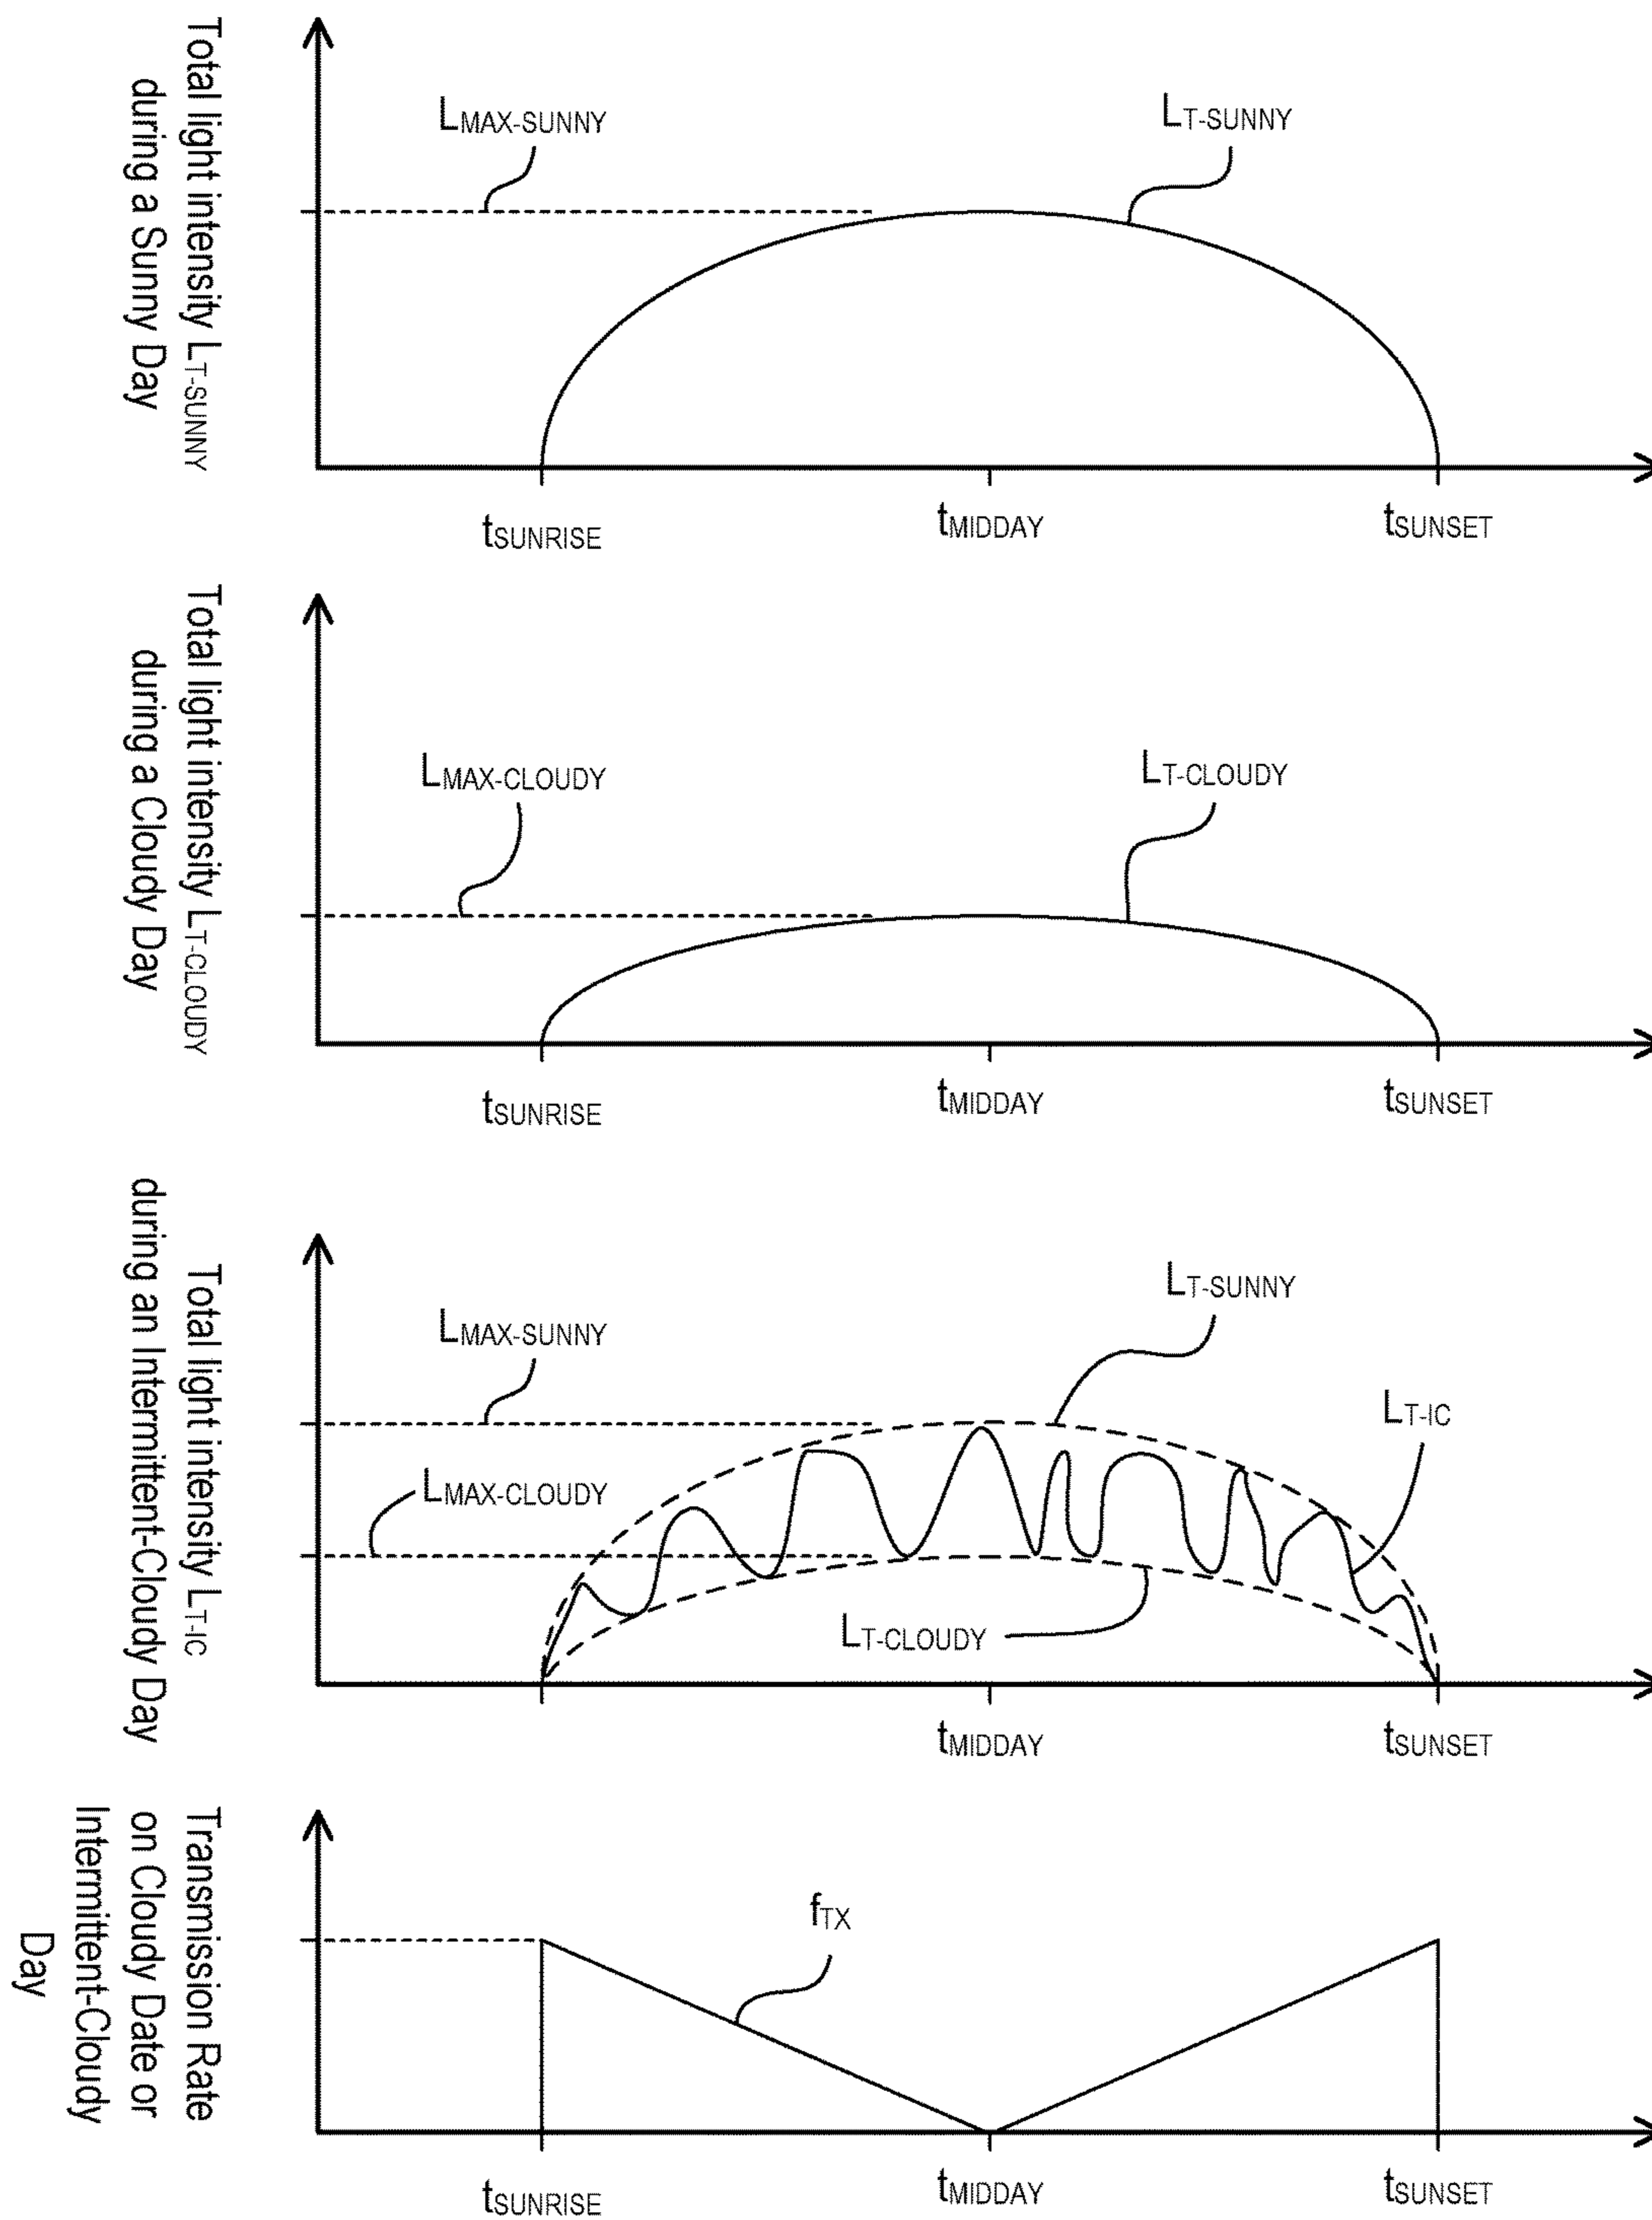 Total light intensity LT-SUNNY
during a Sunny Day
LMAX-SUNNY
LT-SUNNY
tSUNRISE
tMIDDAY
tSUNSET
Total light intensity LT-CLOUDY
during a Cloudy Day
LMAX-CLOUDY
LT-CLOUDY
tSUNRISE
tMIDDAY
tSUNSET
Total light intensity LT-IC
during an Intermittent-Cloudy Day
LMAX-SUNNY
LT-SUNNY
LT-IC
LMAX-CLOUDY
LT-CLOUDY
tMIDDAY
tSUNSET
Transmission Rate
on Cloudy Date or
Intermittent-Cloudy
Day
fTX
tSUNRISE
tMIDDAY
tSUNSET